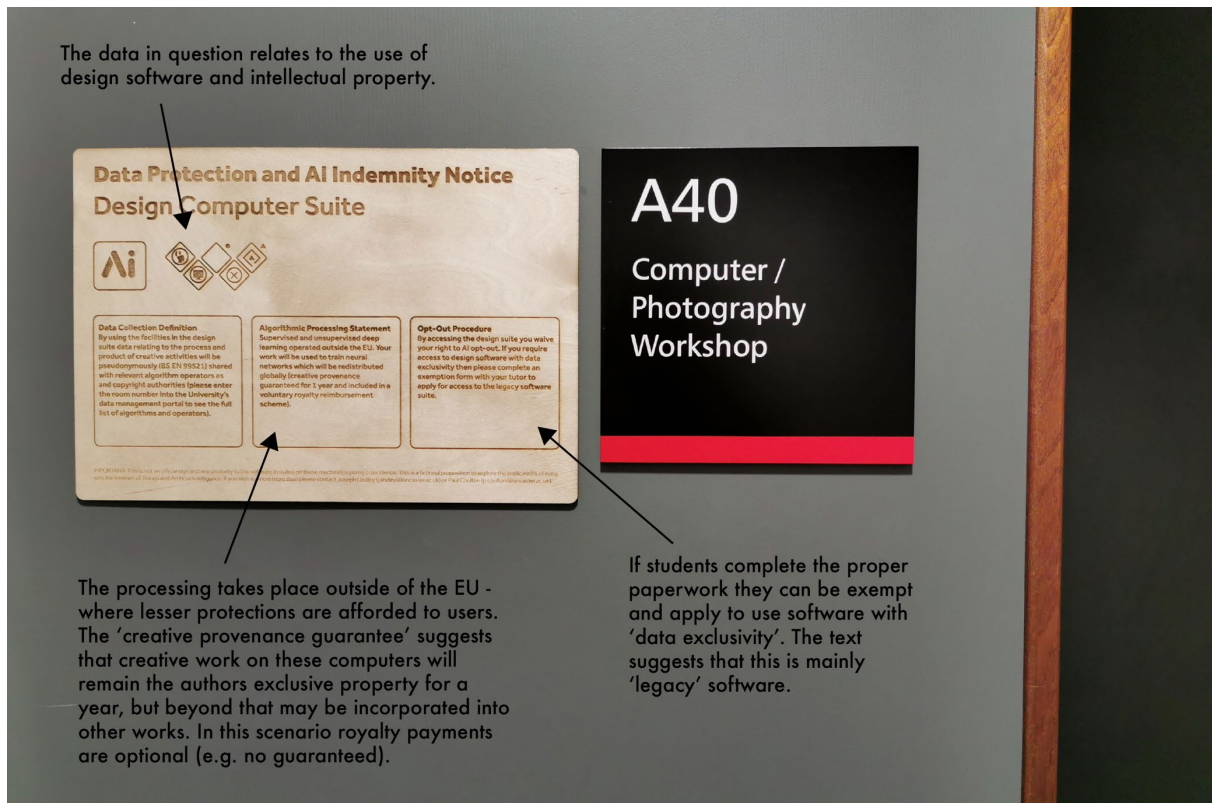 The data in question relates to the use of
design software and intellectual property.
Data Protection and AI Indemnity Notice
Design Computer Suite
Ai
Data Collection Definition
By using the facilities in the design
suite data relating to the process and
product of creative activities will be
pseudonymously (BS EN 99521) shared
with relevant algorithm operators as
and copyright authorities (please enter
the room number into the University's
data management portal to see the full
list of algorithms and operators).
Algorithmic Processing Statement
Supervised and unsupervised deep
learning operated outside the EU. Your
work will be used to train neural
networks which will be redistributed
globally (creative provenance
guaranteed for 1 year and included in a
voluntary royalty reimbursement
scheme).
Opt-Out Procedure
By accessing the design suite you waive
your right to AI opt-out. If you require
access to design software with data
exclusivity then please complete an
exemption form with your tutor to
apply for access to the legacy software
suite.
A40
Computer /
Photography
Workshop
The processing takes place outside of the EU -
where lesser protections are afforded to users.
The 'creative provenance guarantee' suggests
that creative work on these computers will
remain the authors exclusive property for a
year, but beyond that may be incorporated into
other works. In this scenario royalty payments
are optional (e.g. no guaranteed).
If students complete the proper
paperwork they can be exempt
and apply to use software with
'data exclusivity'. The text
suggests that this is mainly
'legacy' software.